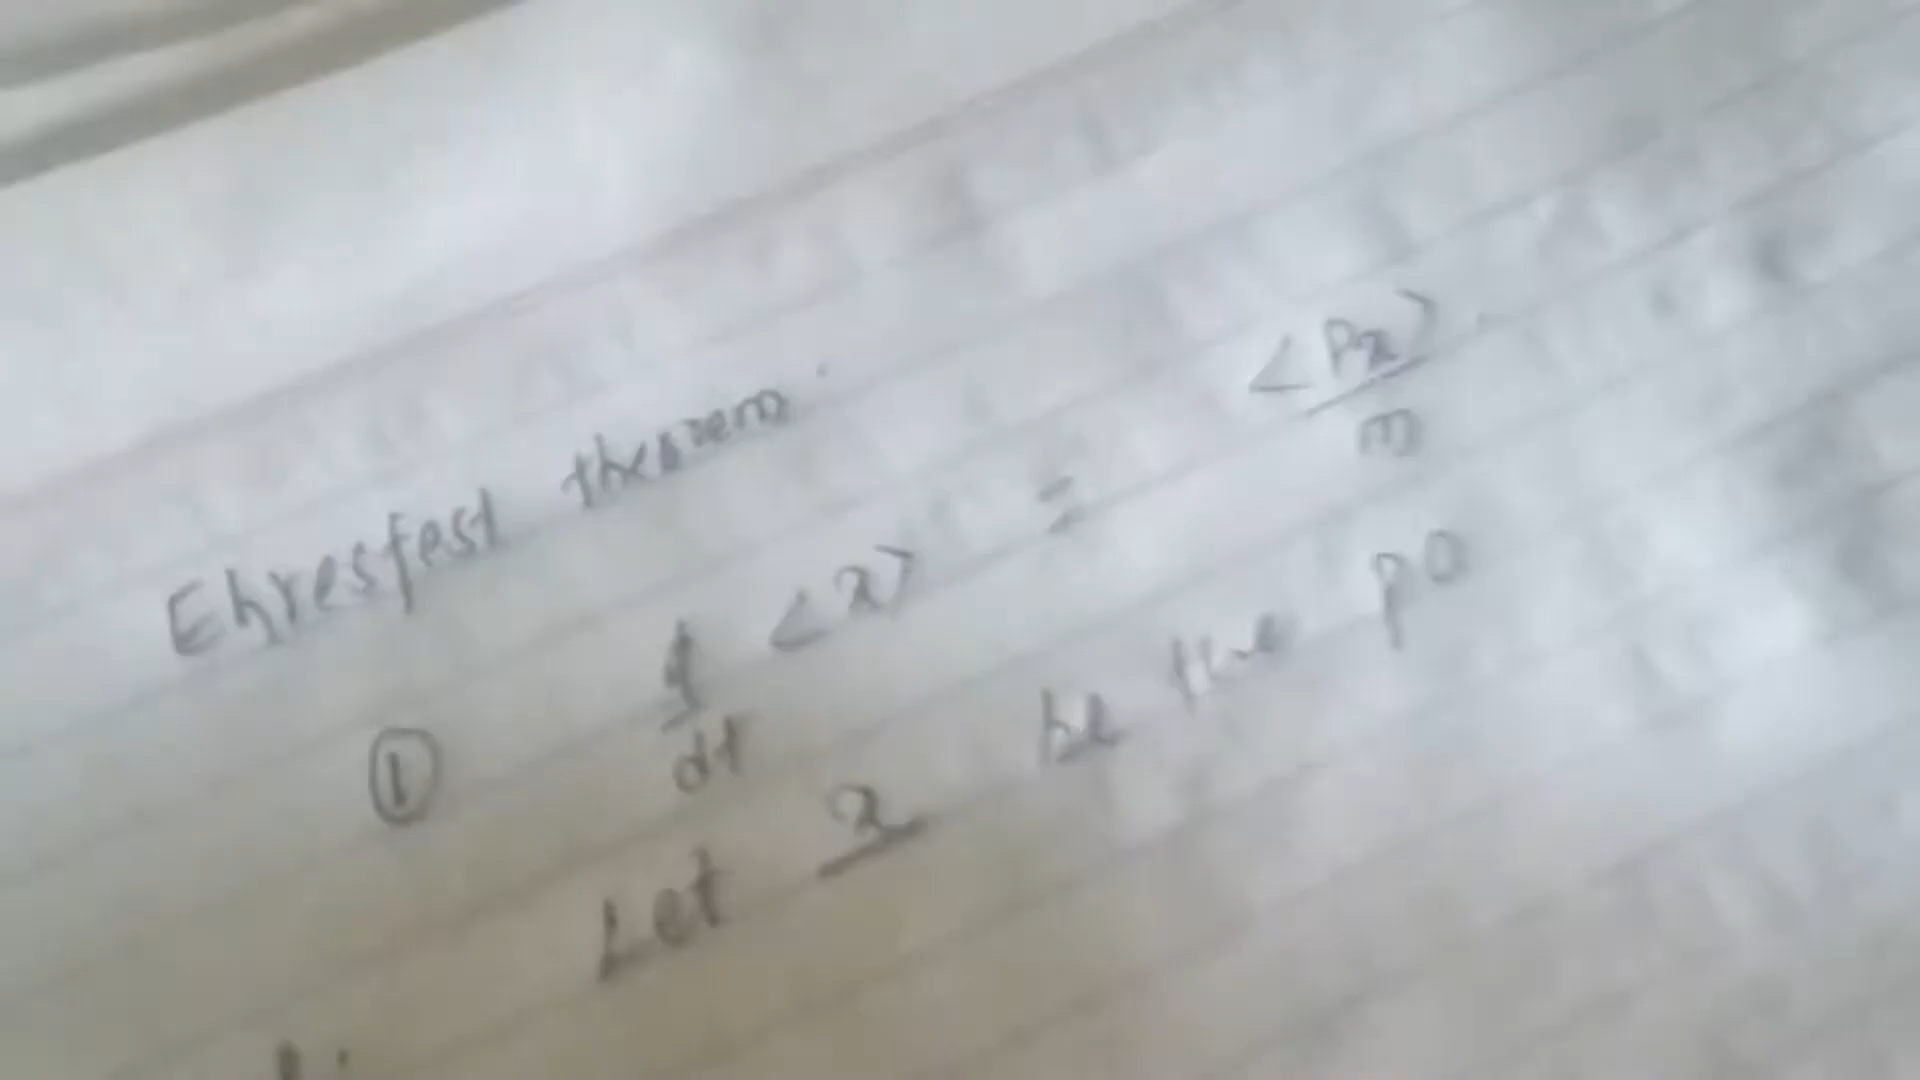 Ehresfest theorem.
① d/dt <x> = <Px>/m
Let x be the po